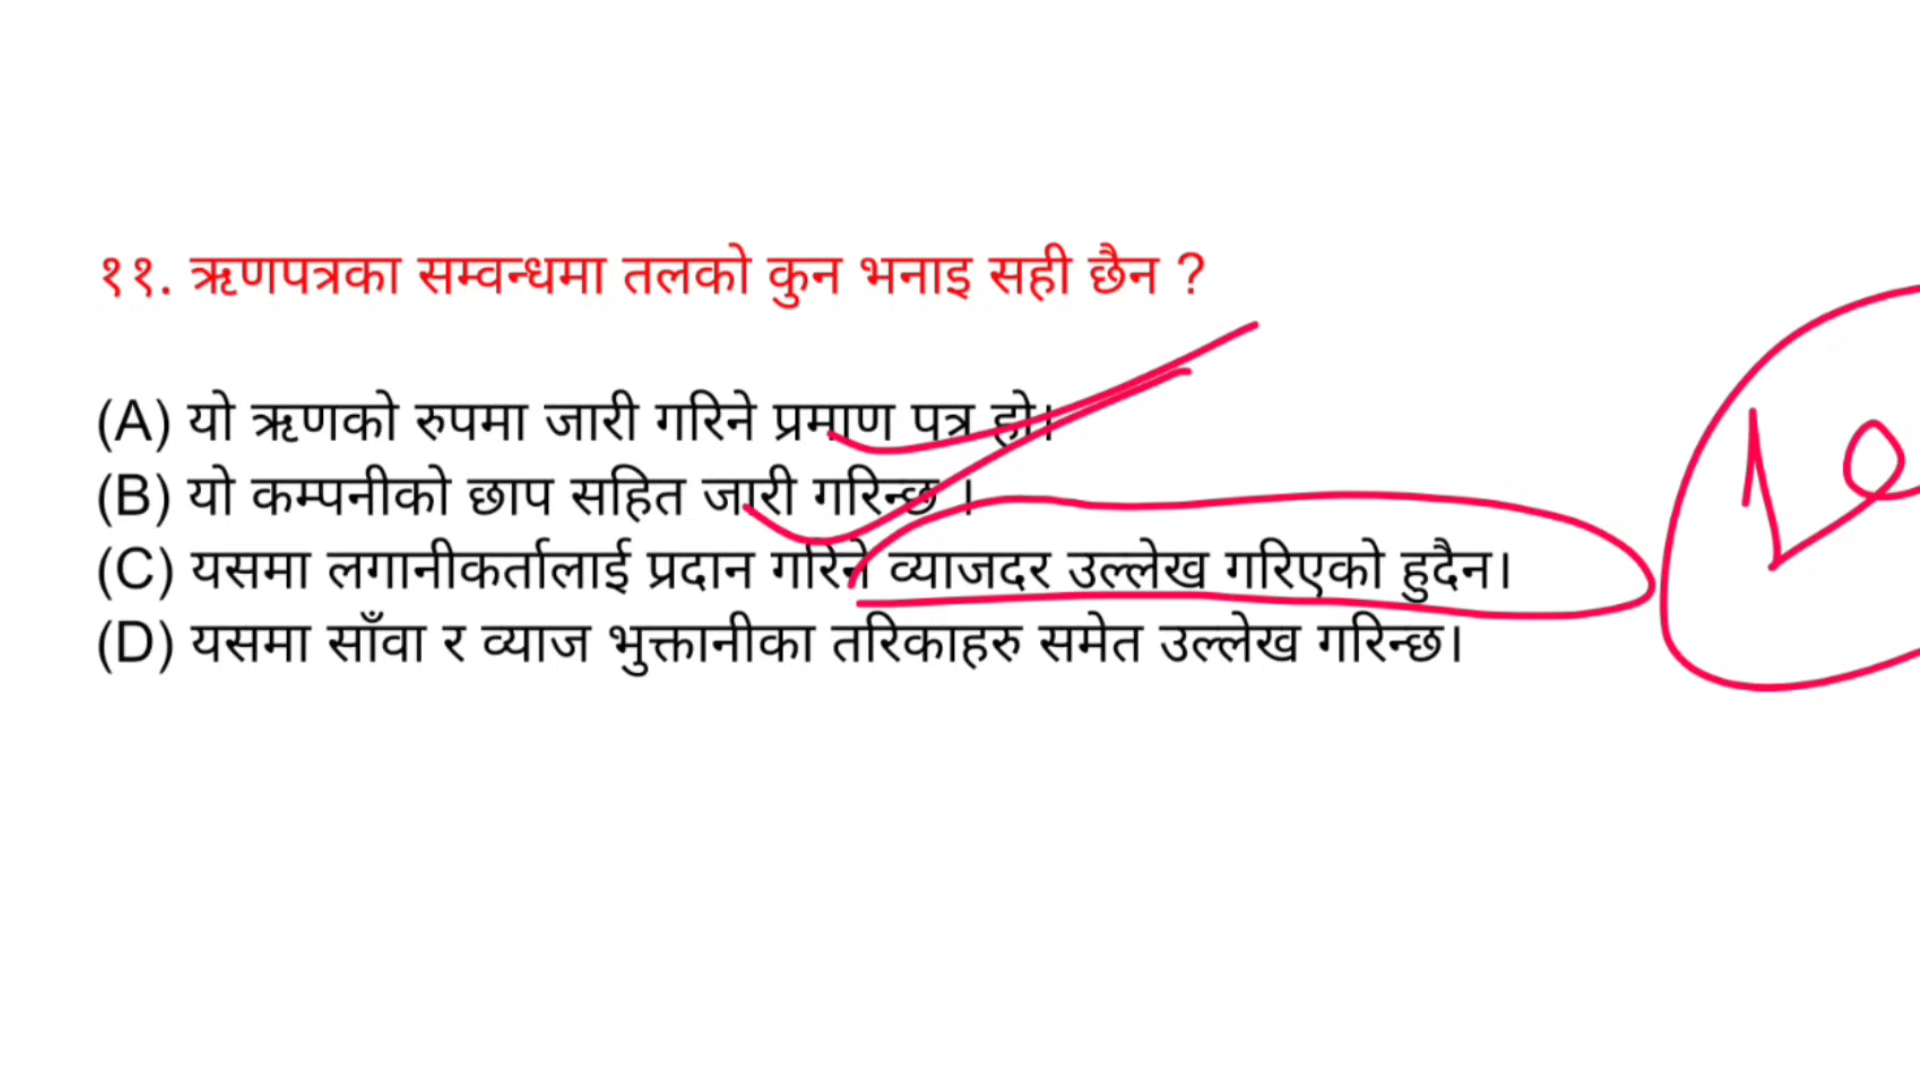 ११. ऋणपत्रका सम्वन्धमा तलको कुन भनाइ सही छैन ?
(A) यो ऋणको रुपमा जारी गरिने प्रमाण पत्र हो।
(B) यो कम्पनीको छाप सहित जारी गरिन्छ ।
(C) यसमा लगानीकर्तालाई प्रदान गरिने व्याजदर उल्लेख गरिएको हुदैन।
(D) यसमा साँवा र व्याज भुक्तानीका तरिकाहरु समेत उल्लेख गरिन्छ।